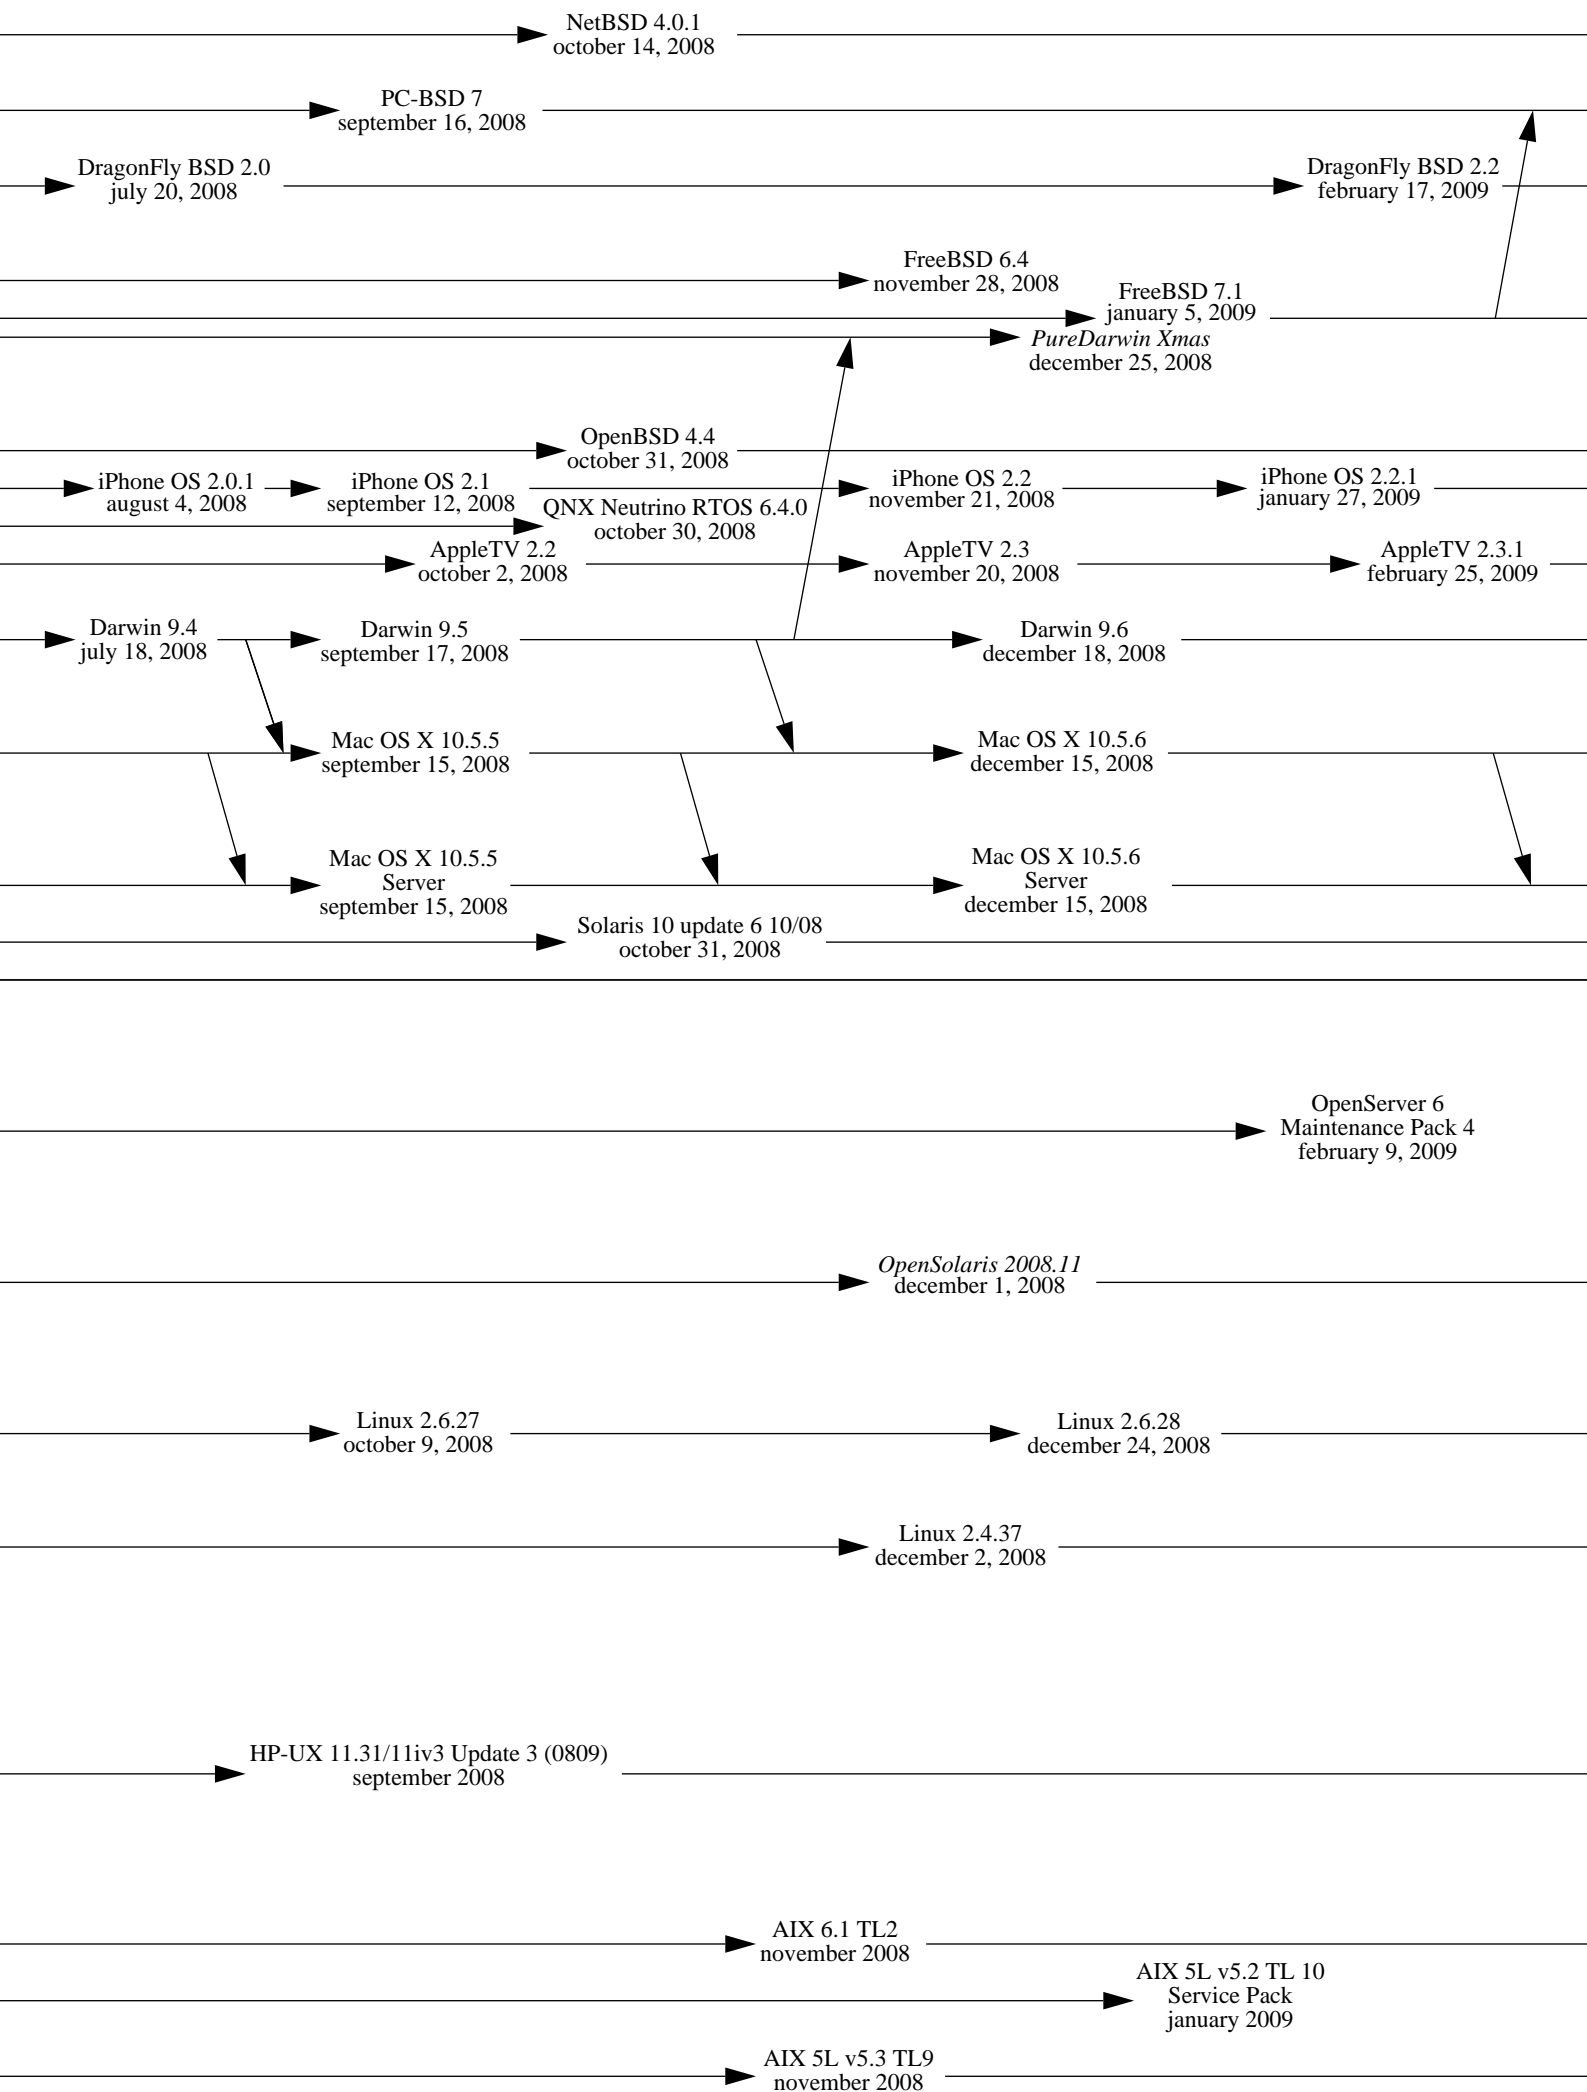 NetBSD 4.0.1
october 14, 2008
PC-BSD 7
september 16, 2008
DragonFly BSD 2.0
july 20, 2008
DragonFly BSD 2.2
february 17, 2009
FreeBSD 6.4
november 28, 2008
FreeBSD 7.1
january 5, 2009
PureDarwin Xmas
december 25, 2008
OpenBSD 4.4
october 31, 2008
iPhone OS 2.0.1
august 4, 2008
iPhone OS 2.1
september 12, 2008
iPhone OS 2.2
november 21, 2008
iPhone OS 2.2.1
january 27, 2009
QNX Neutrino RTOS 6.4.0
october 30, 2008
AppleTV 2.2
october 2, 2008
AppleTV 2.3
november 20, 2008
AppleTV 2.3.1
february 25, 2009
Darwin 9.4
july 18, 2008
Darwin 9.5
september 17, 2008
Darwin 9.6
december 18, 2008
Mac OS X 10.5.5
september 15, 2008
Mac OS X 10.5.6
december 15, 2008
Mac OS X 10.5.5
Server
september 15, 2008
Mac OS X 10.5.6
Server
december 15, 2008
Solaris 10 update 6 10/08
october 31, 2008
OpenServer 6
Maintenance Pack 4
february 9, 2009
OpenSolaris 2008.11
december 1, 2008
Linux 2.6.27
october 9, 2008
Linux 2.6.28
december 24, 2008
Linux 2.4.37
december 2, 2008
HP-UX 11.31/11iv3 Update 3 (0809)
september 2008
AIX 6.1 TL2
november 2008
AIX 5L v5.2 TL 10
Service Pack
january 2009
AIX 5L v5.3 TL9
november 2008